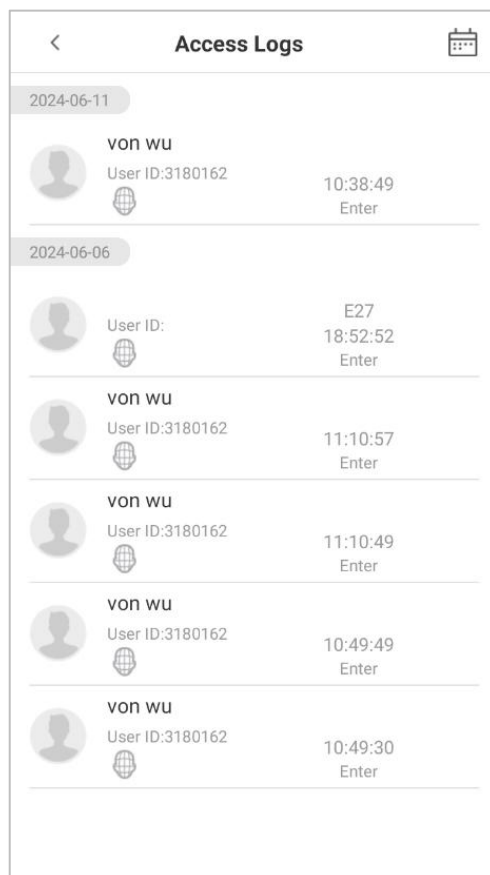 Access Logs
2024-06-11
von wu
User ID:3180162
10:38:49
Enter
2024-06-06
User ID:
E27
18:52:52
Enter
von wu
User ID:3180162
11:10:57
Enter
von wu
User ID:3180162
11:10:49
Enter
von wu
User ID:3180162
10:49:49
Enter
von wu
User ID:3180162
10:49:30
Enter